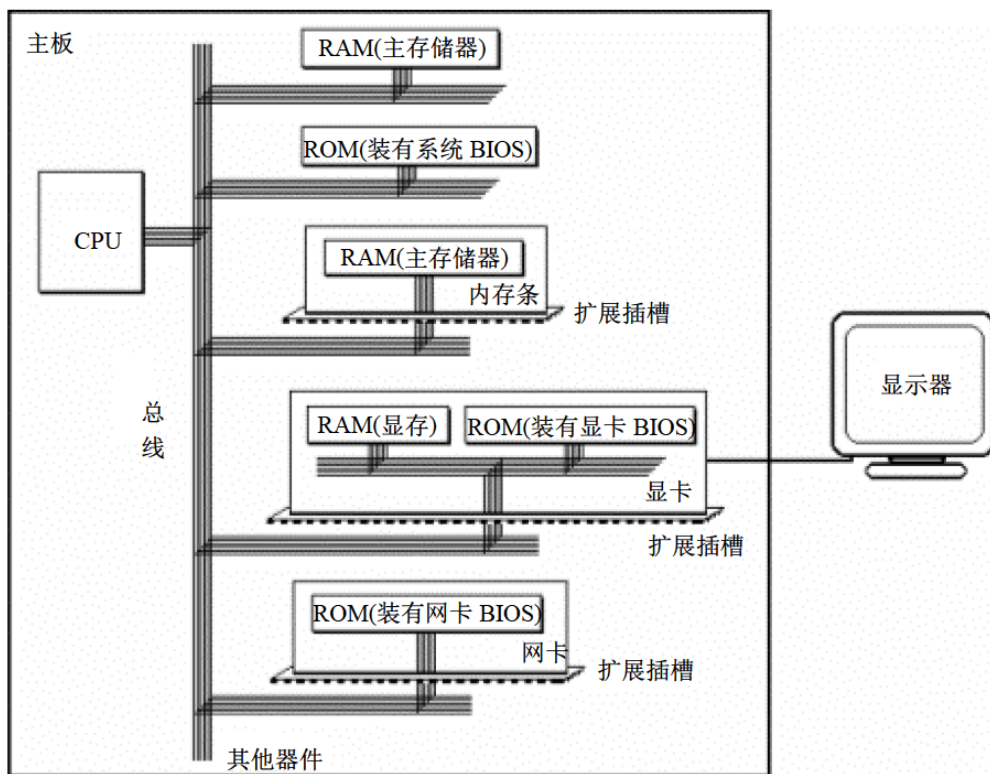 主板
RAM(主存储器)
ROM(装有系统 BIOS)
CPU
RAM(主存储器)
内存条
扩展插槽
显示器
总
线
RAM(显存)
ROM(装有显卡 BIOS)
显卡
扩展插槽
ROM(装有网卡 BIOS)
网卡
扩展插槽
其他器件